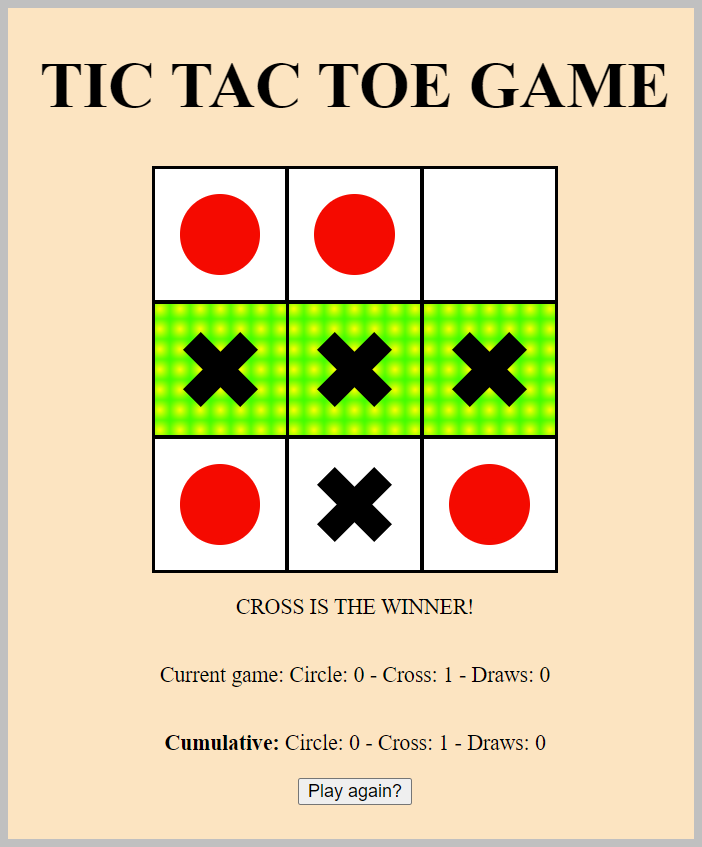 TIC TAC TOE GAME
CROSS IS THE WINNER!
Current game: Circle: 0 - Cross: 1 - Draws: 0
Cumulative: Circle: 0 - Cross: 1 - Draws: 0
Play again?